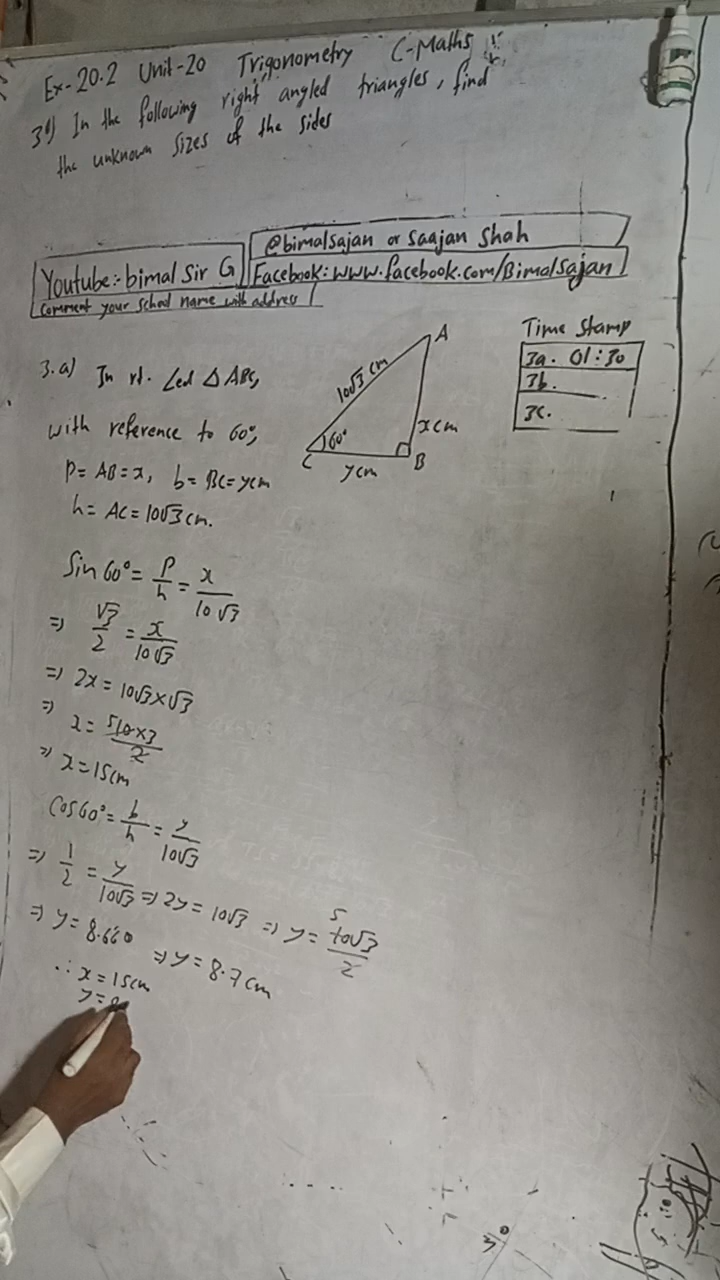 Ex-20.2 Unit-20 Trigonometry C-Maths
3) In the following right angled triangles, find
the unknown sizes of the sides
@bimalsajan or Saajan Shah
Youtube:- bimal Sir G
Facebook: www.facebook.com/Bimalsajan
Comment your school name with address
Time Stamp
3a. 01:30
3b.
3c.
3.a) In rt. ∠ed △ ABC,
with reference to 60°,
P = AB = x, b = BC = y cm
h = AC = 10√3 cm.
A
10√3 cm
60°
x cm
C
B
y cm
Sin 60° = P/h = x/10√3
⇒ √3/2 = x/10√3
⇒ 2x = 10√3 × √3
⇒ x = 5 10×3/2
⇒ x = 15cm
Cos 60° = b/h = y/10√3
⇒ 1/2 = y/10√3 ⇒ 2y = 10√3 ⇒ y = 5 10√3/2
⇒ y = 8.660 ⇒ y = 8.7 cm
∴ x = 15cm
y =